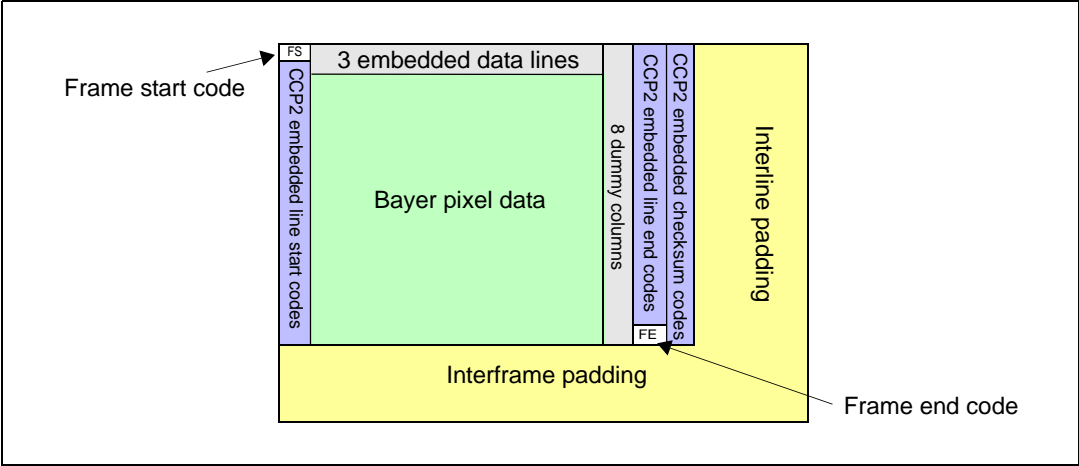 FS
3 embedded data lines
Frame start code
CCP2 embedded line start codes
Bayer pixel data
8 dummy columns
CCP2 embedded line end codes
CCP2 embedded checksum codes
Interline padding
FE
Interframe padding
Frame end code